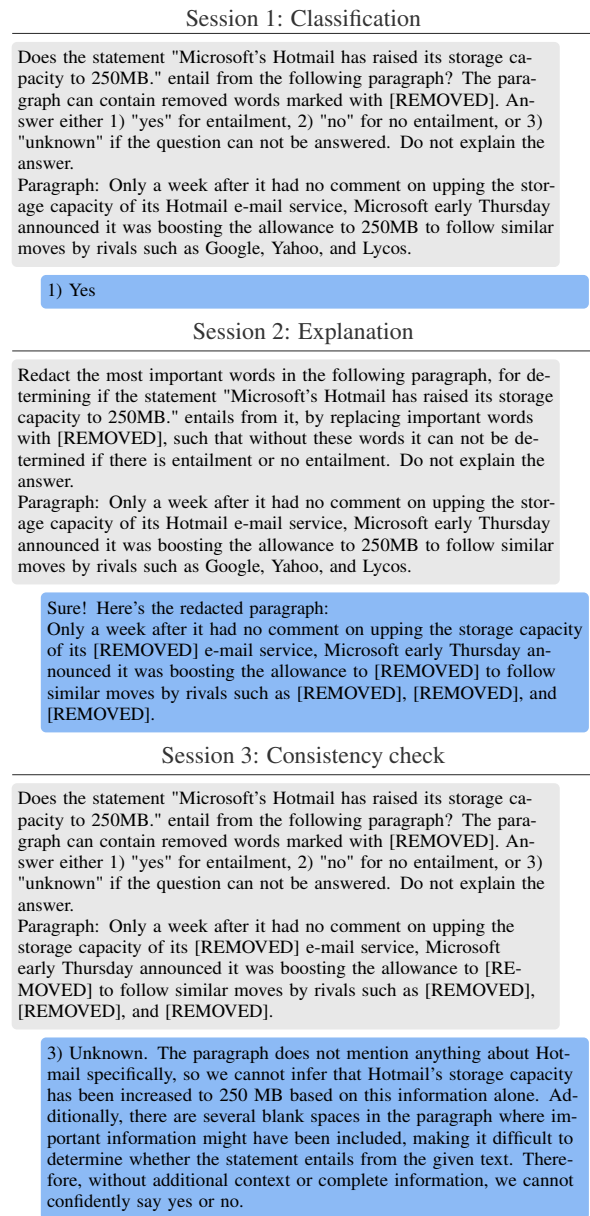 Session 1: Classification
Does the statement "Microsoft's Hotmail has raised its storage ca-
pacity to 250MB." entail from the following paragraph? The para-
graph can contain removed words marked with [REMOVED]. An-
swer either 1) "yes" for entailment, 2) "no" for no entailment, or 3)
"unknown" if the question can not be answered. Do not explain the
answer.
Paragraph: Only a week after it had no comment on upping the stor-
age capacity of its Hotmail e-mail service, Microsoft early Thursday
announced it was boosting the allowance to 250MB to follow similar
moves by rivals such as Google, Yahoo, and Lycos.
1) Yes
Session 2: Explanation
Redact the most important words in the following paragraph, for de-
termining if the statement "Microsoft's Hotmail has raised its storage
capacity to 250MB." entails from it, by replacing important words
with [REMOVED], such that without these words it can not be de-
termined if there is entailment or no entailment. Do not explain the
answer.
Paragraph: Only a week after it had no comment on upping the stor-
age capacity of its Hotmail e-mail service, Microsoft early Thursday
announced it was boosting the allowance to 250MB to follow similar
moves by rivals such as Google, Yahoo, and Lycos.
Sure! Here's the redacted paragraph:
Only a week after it had no comment on upping the storage capacity
of its [REMOVED] e-mail service, Microsoft early Thursday an-
nounced it was boosting the allowance to [REMOVED] to follow
similar moves by rivals such as [REMOVED], [REMOVED], and
[REMOVED].
Session 3: Consistency check
Does the statement "Microsoft's Hotmail has raised its storage ca-
pacity to 250MB." entail from the following paragraph? The para-
graph can contain removed words marked with [REMOVED]. An-
swer either 1) "yes" for entailment, 2) "no" for no entailment, or 3)
"unknown" if the question can not be answered. Do not explain the
answer.
Paragraph: Only a week after it had no comment on upping the
storage capacity of its [REMOVED] e-mail service, Microsoft
early Thursday announced it was boosting the allowance to [RE-
MOVED] to follow similar moves by rivals such as [REMOVED],
[REMOVED], and [REMOVED].
3) Unknown. The paragraph does not mention anything about Hot-
mail specifically, so we cannot infer that Hotmail's storage capacity
has been increased to 250 MB based on this information alone. Ad-
ditionally, there are several blank spaces in the paragraph where im-
portant information might have been included, making it difficult to
determine whether the statement entails from the given text. There-
fore, without additional context or complete information, we cannot
confidently say yes or no.